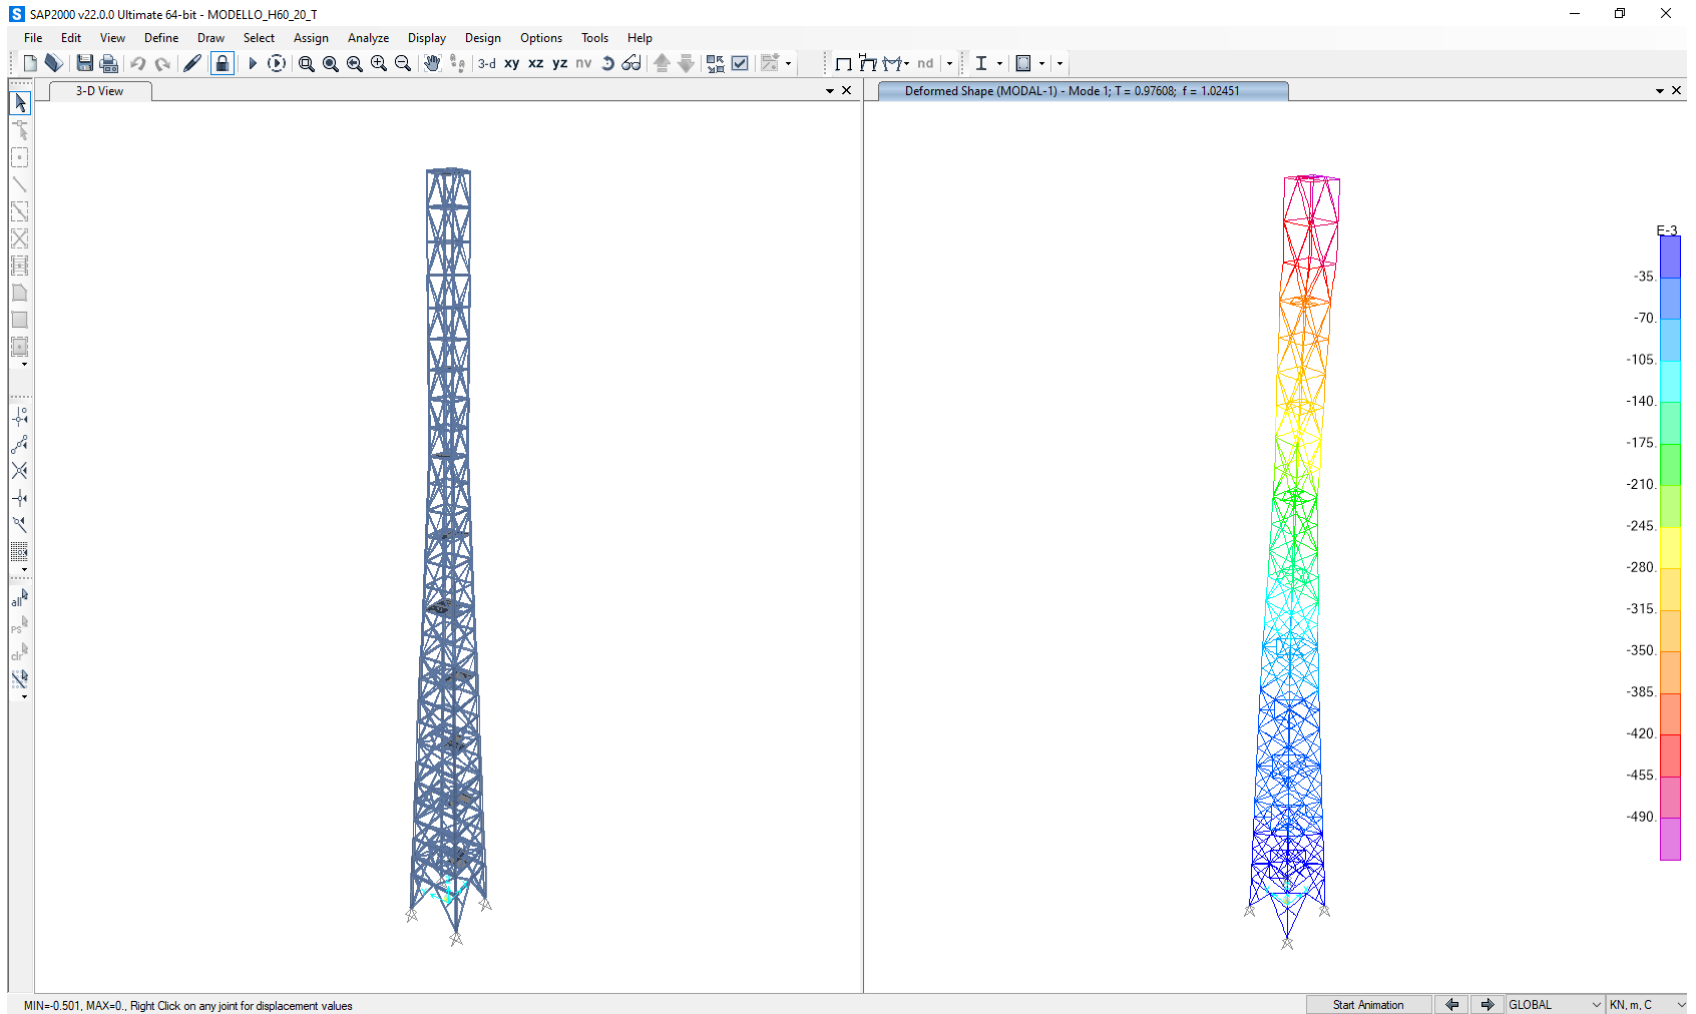 S SAP2000 v22.0.0 Ultimate 64-bit - MODELLO_H60_20_T
File Edit View Define Draw Select Assign Analyze Display Design Options Tools Help
3-d xy xz yz nv nd
3-D View
Deformed Shape (MODAL-1) - Mode 1; T = 0.97608; f = 1.02451
E-3
-35.
-70.
-105.
-140.
-175.
-210.
-245.
-280.
-315.
-350.
-385.
-420.
-455.
-490.
all
PS
clr
MIN=-0.501, MAX=0., Right Click on any joint for displacement values
Start Animation
GLOBAL
KN, m, C